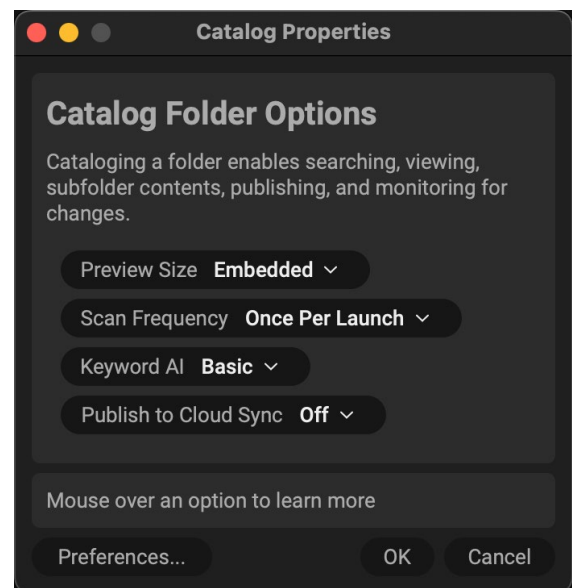 Catalog Properties
Catalog Folder Options
Cataloging a folder enables searching, viewing,
subfolder contents, publishing, and monitoring for
changes.
Preview Size Embedded
Scan Frequency Once Per Launch
Keyword AI Basic
Publish to Cloud Sync Off
Mouse over an option to learn more
Preferences... OK Cancel